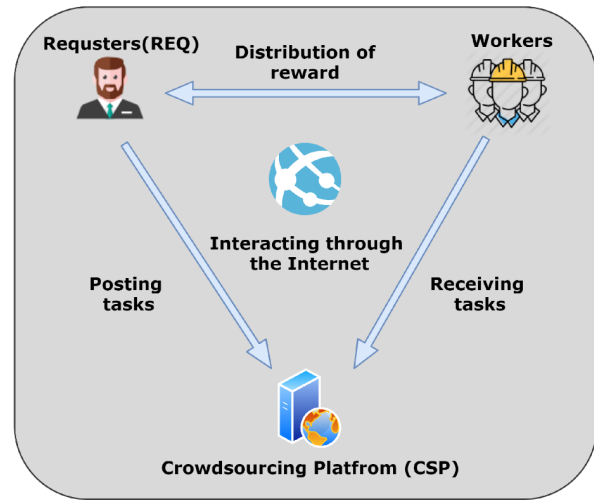 Requsters(REQ)
Distribution of
reward
Workers
Interacting through
the Internet
Posting
tasks
Receiving
tasks
Crowdsourcing Platfrom (CSP)